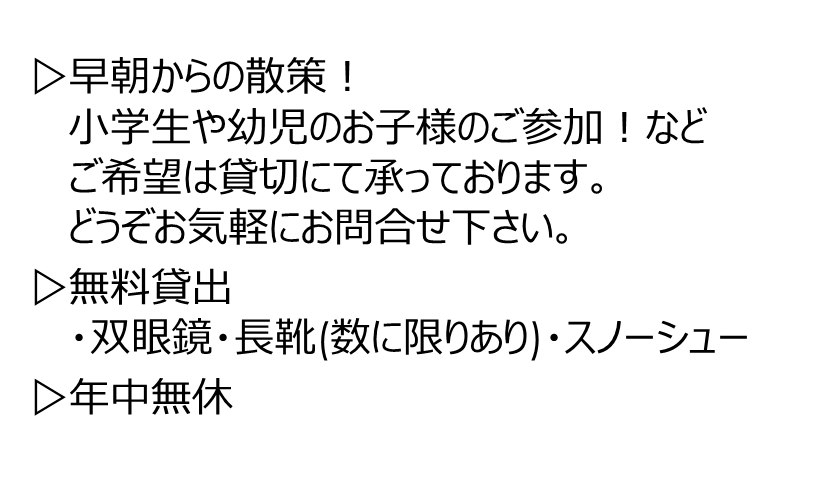 ▷早朝からの散策！
小学生や幼児のお子様のご参加！など
ご希望は貸切にて承っております。
どうぞお気軽にお問合せ下さい。
▷無料貸出
・双眼鏡・長靴(数に限りあり)・スノーシュー
▷年中無休